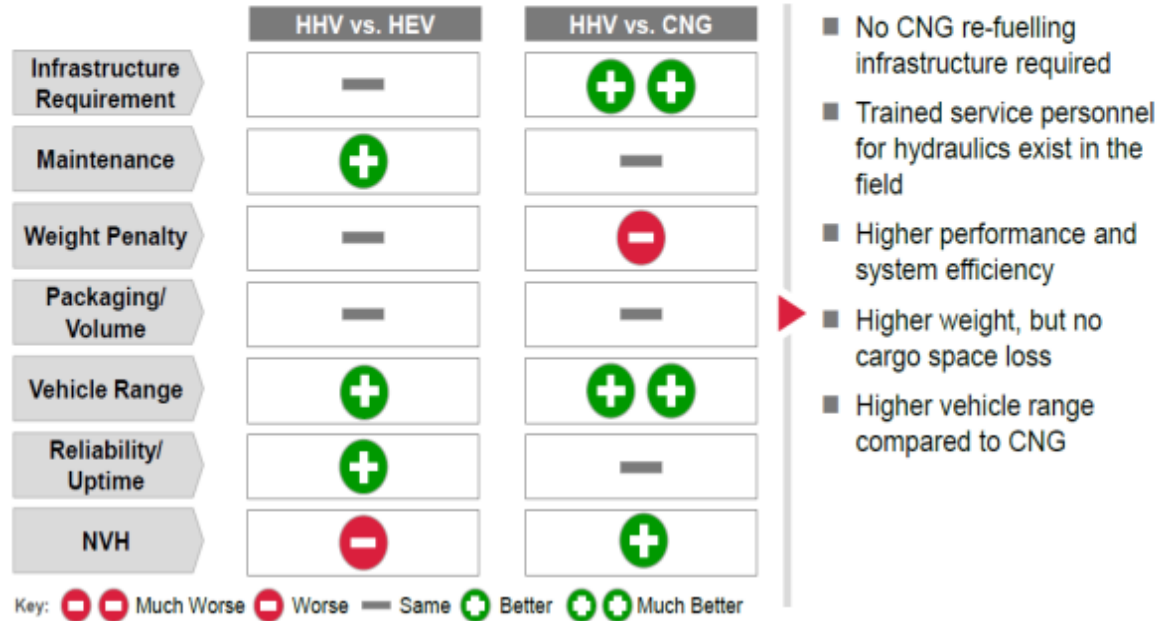 HHV vs. HEV
HHV vs. CNG
Infrastructure
Requirement
Maintenance
Weight Penalty
Packaging/
Volume
Vehicle Range
Reliability/
Uptime
NVH
Key:
Much Worse
Worse
Same
Better
Much Better
No CNG re-fuelling
infrastructure required
Trained service personnel
for hydraulics exist in the
field
Higher performance and
system efficiency
Higher weight, but no
cargo space loss
Higher vehicle range
compared to CNG